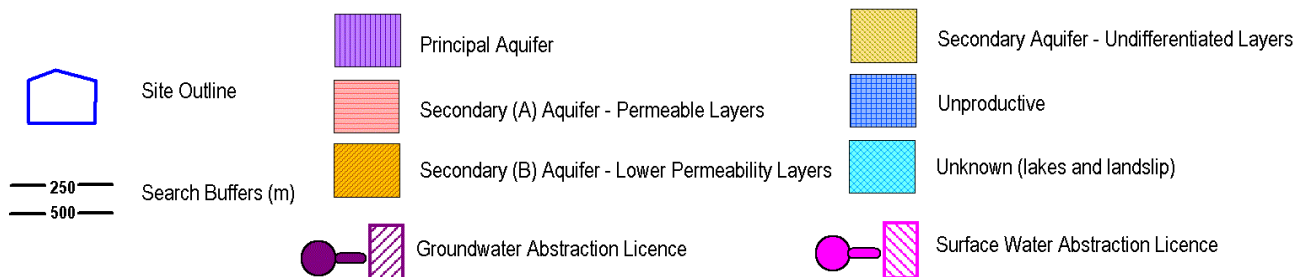 Site Outline
250
500
Search Buffers (m)
Principal Aquifer
Secondary (A) Aquifer - Permeable Layers
Secondary (B) Aquifer - Lower Permeability Layers
Groundwater Abstraction Licence
Secondary Aquifer - Undifferentiated Layers
Unproductive
Unknown (lakes and landslip)
Surface Water Abstraction Licence